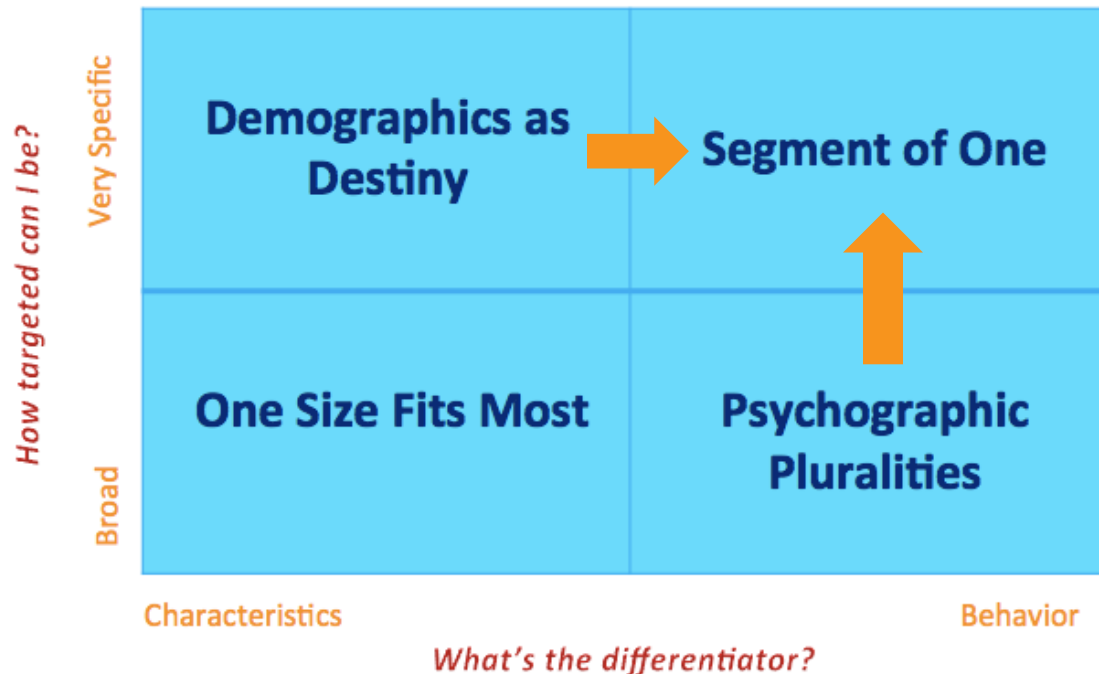 How targeted can I be?
Very Specific
Broad
Demographics as
Destiny
Segment of One
One Size Fits Most
Psychographic
Pluralities
Characteristics
Behavior
What's the differentiator?